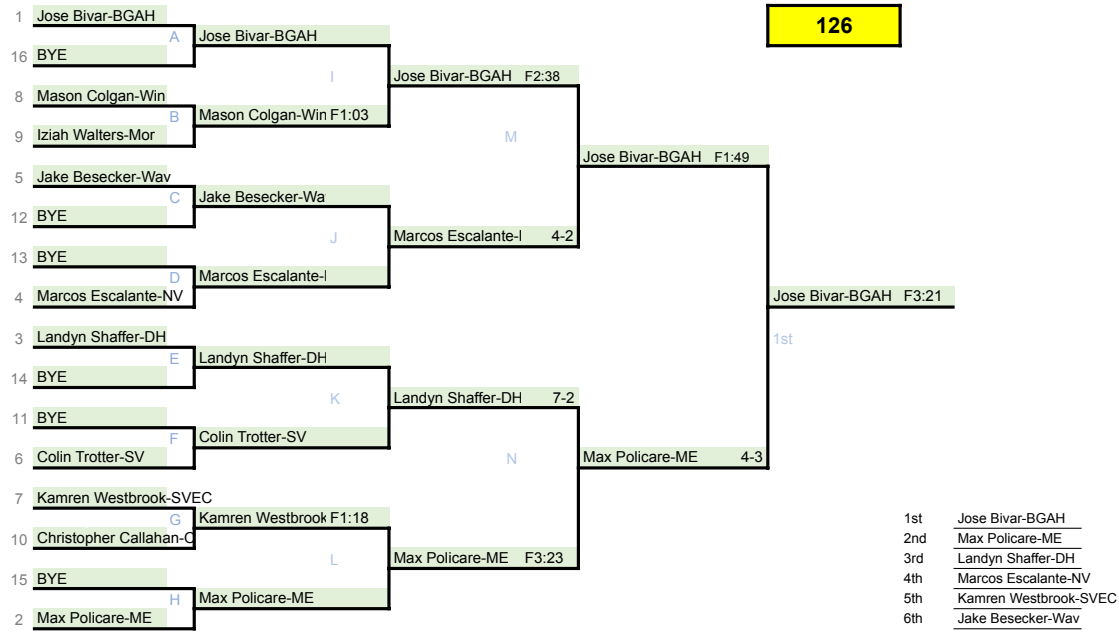 126
1 Jose Bivar-BGAH
A
16 BYE
8 Mason Colgan-Win
B
9 Iziah Walters-Mor
5 Jake Besecker-Wav
C
12 BYE
13 BYE
D
4 Marcos Escalante-NV
3 Landyn Shaffer-DH
E
14 BYE
11 BYE
F
6 Colin Trotter-SV
7 Kamren Westbrook-SVEC
G
10 Christopher Callahan-C
15 BYE
H
2 Max Policare-ME
Jose Bivar-BGAH
I
Mason Colgan-Win F1:03
Jake Besecker-Wa
J
Marcos Escalante-
Landyn Shaffer-DH
K
Colin Trotter-SV
Kamren Westbrook F1:18
L
Max Policare-ME
Jose Bivar-BGAH F2:38
M
Marcos Escalante- 4-2
Landyn Shaffer-DH 7-2
N
Max Policare-ME F3:23
Jose Bivar-BGAH F1:49
Max Policare-ME 4-3
Jose Bivar-BGAH F3:21
1st
1st Jose Bivar-BGAH
2nd Max Policare-ME
3rd Landyn Shaffer-DH
4th Marcos Escalante-NV
5th Kamren Westbrook-SVEC
6th Jake Besecker-Wav